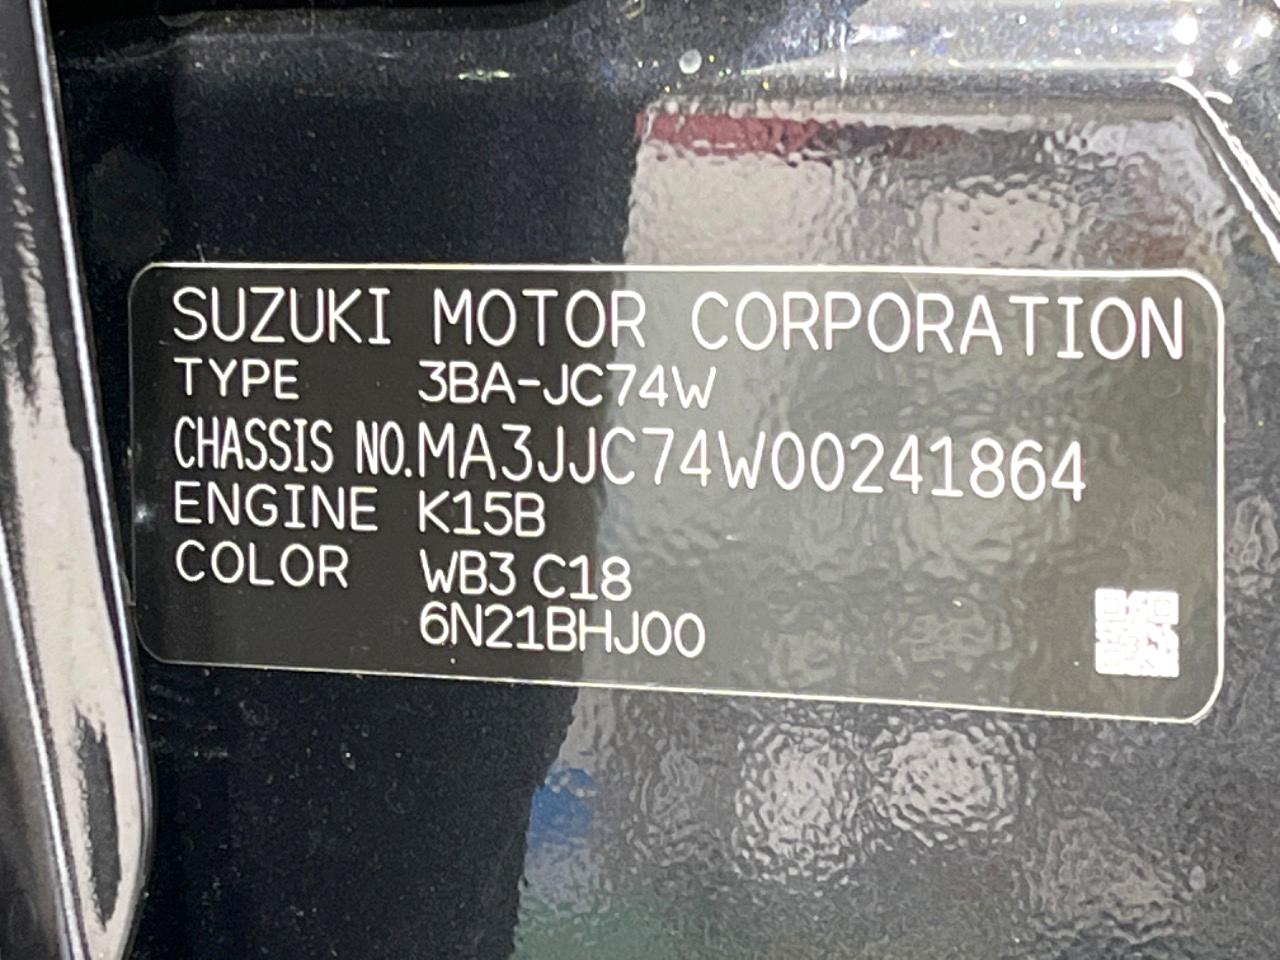 SUZUKI MOTOR CORPORATION
TYPE 3BA-JC74W
CHASSIS NO.MA3JJC74W00241864
ENGINE K15B
COLOR WB3 C18
6N21BHJ00